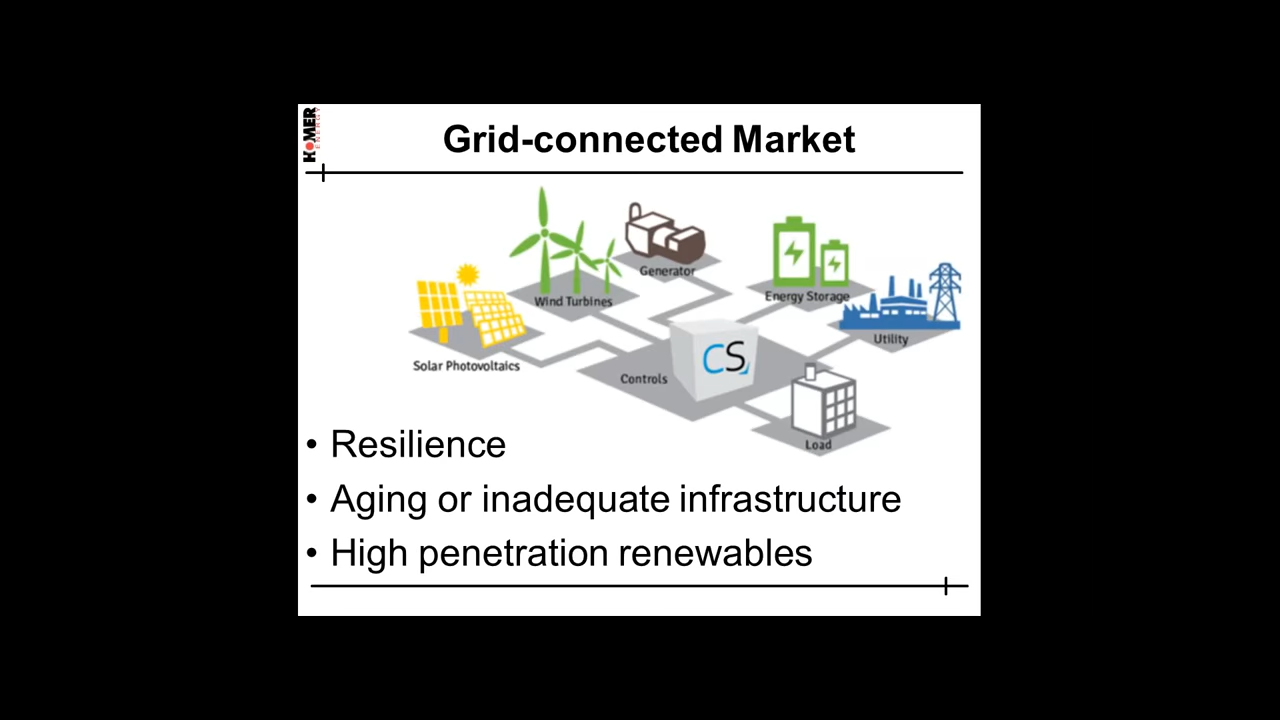 HOMER
ENERGY
Grid-connected Market
Generator
Wind Turbines
Energy Storage
Utility
Solar Photovoltaics
Controls
CS
Load
• Resilience
• Aging or inadequate infrastructure
• High penetration renewables